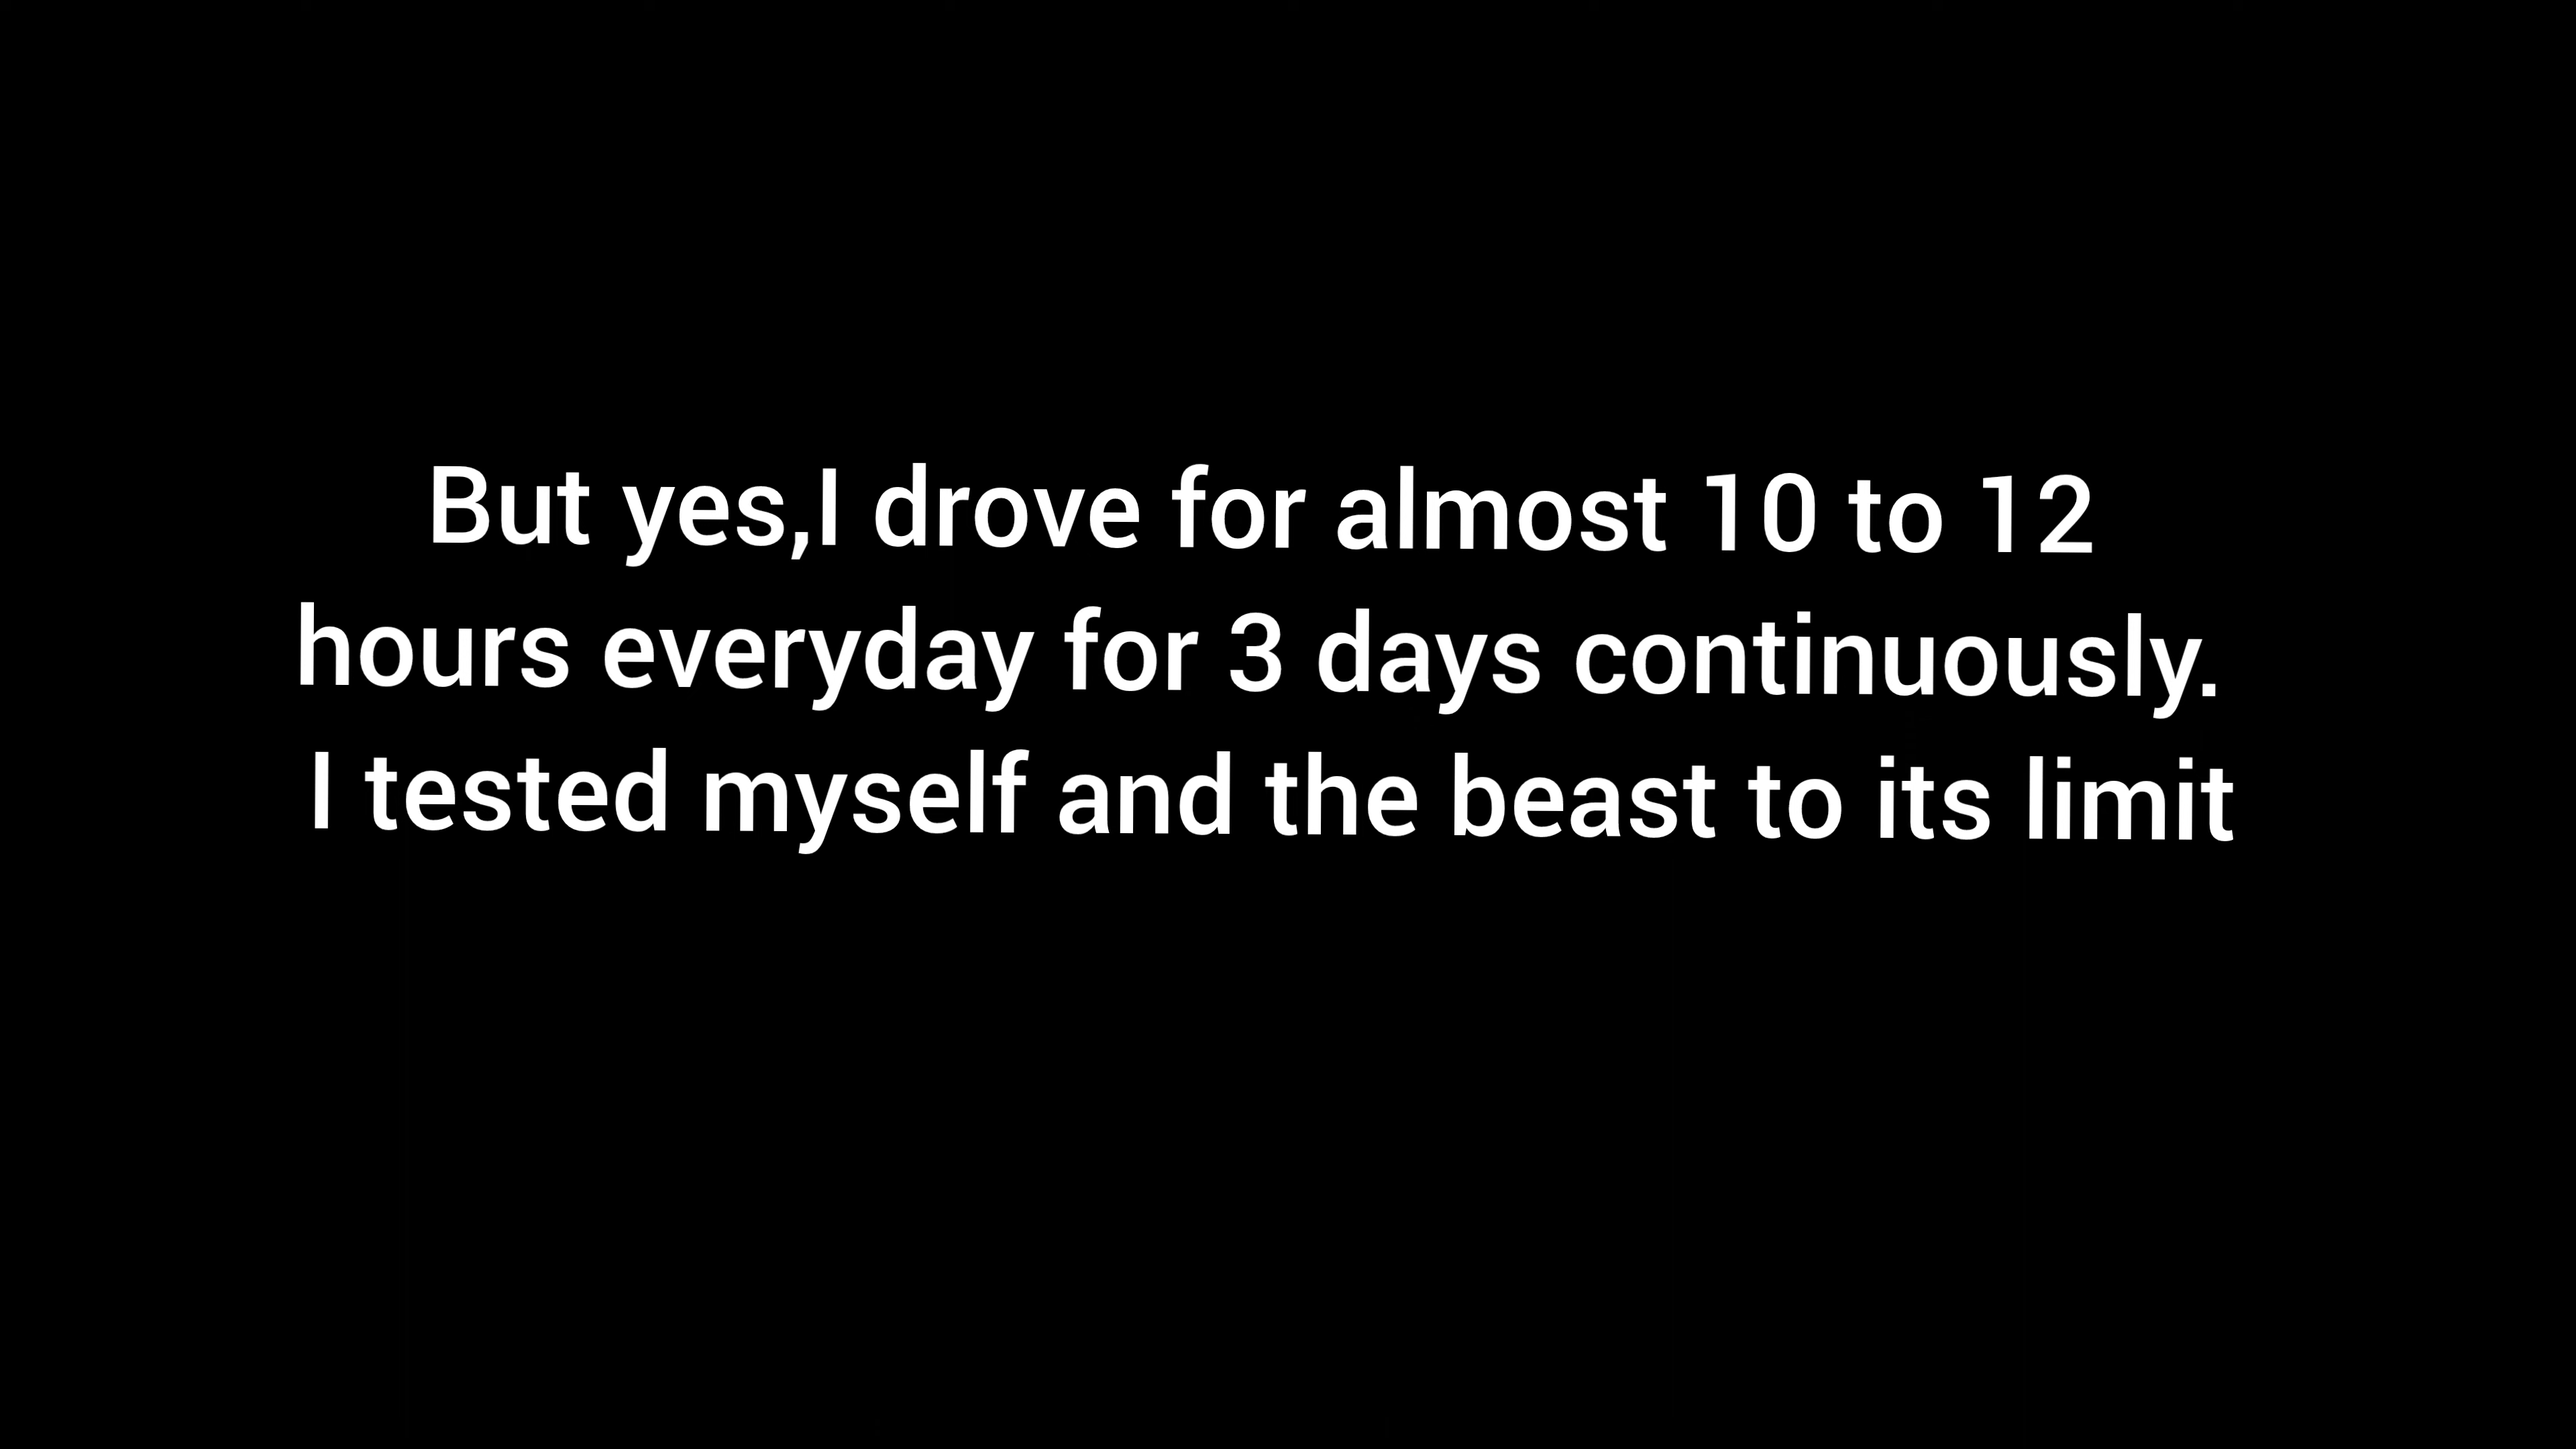 But yes,I drove for almost 10 to 12
hours everyday for 3 days continuously.
I tested myself and the beast to its limit